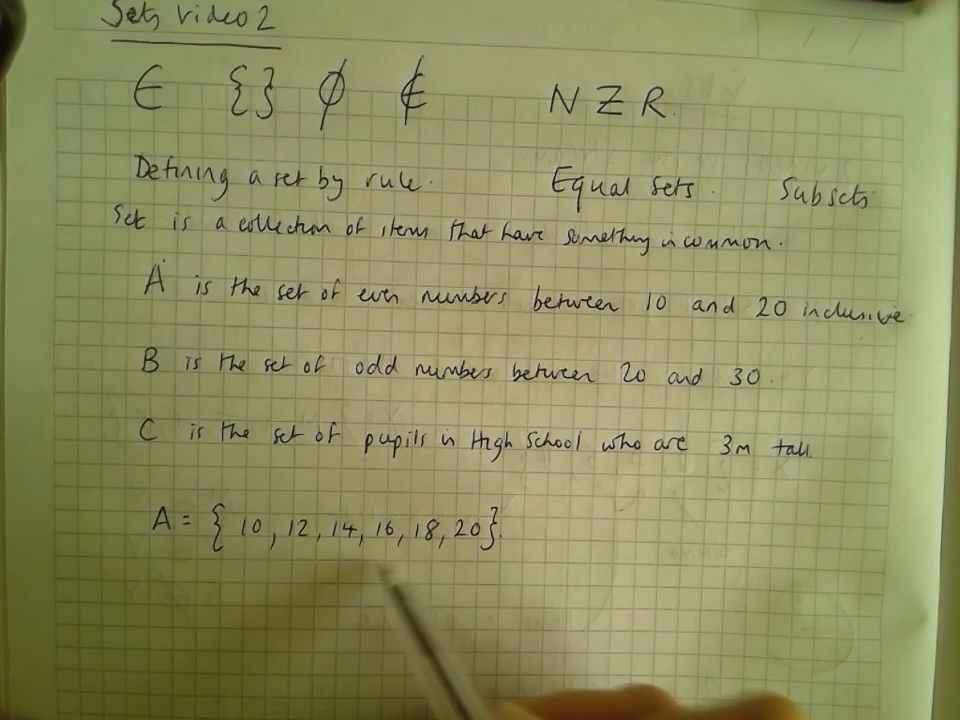 Sets video 2
∈ {} ∅ ∉ N Z R.
Defining a set by rule. Equal sets. Subsets
Set is a collection of items that have something in common.
A is the set of even numbers between 10 and 20 inclusive.
B is the set of odd numbers between 20 and 30.
C is the set of pupils in High School who are 3m tall.
A = { 10, 12, 14, 16, 18, 20}.